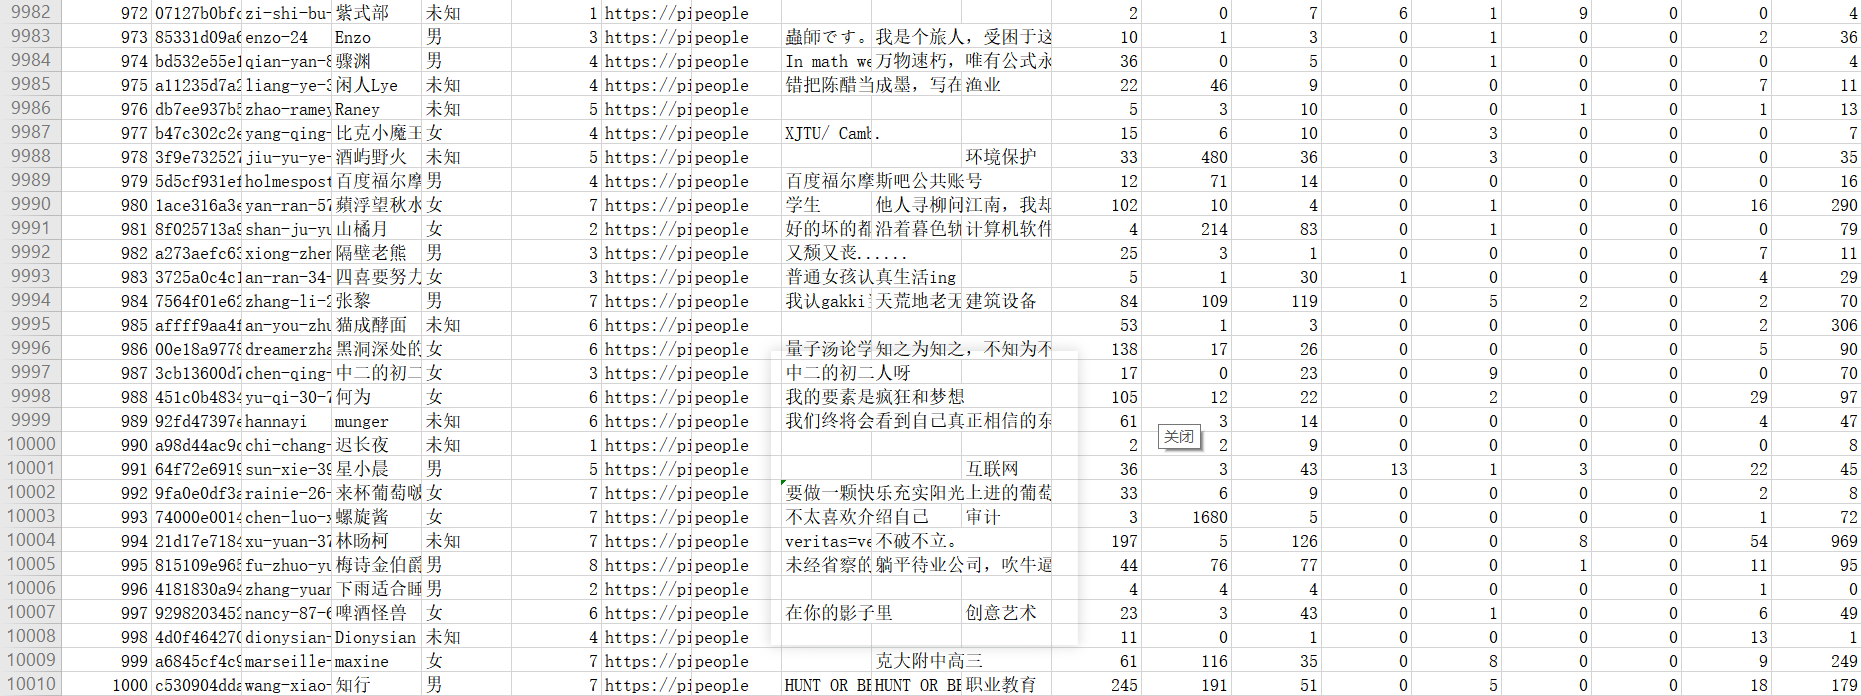 9982 972 07127b0bfc zi-shi-bu- 紫式部 未知 1 https://pi people 2 0 7 6 1 9 0 0 4
9983 973 85331d09a6 enzo-24 Enzo 男 3 https://pi people 蟲師です。 我是个旅人，受困于这 10 1 3 0 1 0 0 2 36
9984 974 bd532e55e1 qian-yan-8 骤渊 男 4 https://pi people In math we 万物速朽，唯有公式永 36 0 5 0 1 0 0 0 4
9985 975 a11235d7a2 liang-ye-3 闲人Lye 未知 4 https://pi people 错把陈醋当成墨，写在 渔业 22 46 9 0 0 0 0 7 11
9986 976 db7ee937b5 zhao-ramey Raney 未知 5 https://pi people 5 3 10 0 0 1 0 1 13
9987 977 b47c302c2e yang-qing- 比克小魔王 女 4 https://pi people XJTU/ Camb. 15 6 10 0 3 0 0 0 7
9988 978 3f9e732527 jiu-yu-ye- 酒屿野火 未知 5 https://pi people 环境保护 33 480 36 0 3 0 0 0 35
9989 979 5d5cf931ef holmespost 百度福尔摩 男 4 https://pi people 百度福尔摩斯吧公共账号 12 71 14 0 0 0 0 0 16
9990 980 1ace316a3e yan-ran-57 蘋浮望秋水 女 7 https://pi people 学生 他人寻柳问江南，我却 102 10 4 0 1 0 0 16 290
9991 981 8f025713a9 shan-ju-yu 山橘月 女 2 https://pi people 好的坏的都 沿着暮色轨 计算机软件 4 214 83 0 1 0 0 0 79
9992 982 a273aefc63 xiong-zhen 隔壁老熊 男 3 https://pi people 又颓又丧...... 25 3 1 0 0 0 0 7 11
9993 983 3725a0c4c1 an-ran-34- 四喜要努力 女 3 https://pi people 普通女孩认真生活ing 5 1 30 1 0 0 0 4 29
9994 984 7564f01e62 zhang-li-2 张黎 男 7 https://pi people 我认gakki 天荒地老无 建筑设备 84 109 119 0 5 2 0 2 70
9995 985 affff9aa4f an-you-zhu 猫成酵面 未知 6 https://pi people 53 1 3 0 0 0 0 2 306
9996 986 00e18a9778 dreamerzha 黑洞深处的 女 6 https://pi people 量子汤论学 知之为知之，不知为不 138 17 26 0 0 0 0 5 90
9997 987 3cb13600d7 chen-qing- 中二的初二 女 3 https://pi people 中二的初二人呀 17 0 23 0 9 0 0 0 70
9998 988 451c0b4834 yu-qi-30-7 何为 女 6 https://pi people 我的要素是疯狂和梦想 105 12 22 0 2 0 0 29 97
9999 989 92fd47397e hannayi munger 未知 6 https://pi people 我们终将会看到自己真正相信的东 61 3 14 0 0 0 0 4 47
10000 990 a98d44ac9c chi-chang- 迟长夜 未知 1 https://pi people 2 关闭 2 9 0 0 0 0 0 8
10001 991 64f72e6919 sun-xie-39 星小晨 男 5 https://pi people 互联网 36 3 43 13 1 3 0 22 45
10002 992 9fa0e0df3a rainie-26- 来杯葡萄啵 女 7 https://pi people 要做一颗快乐充实阳光上进的葡萄 33 6 9 0 0 0 0 2 8
10003 993 74000e0014 chen-luo-x 螺旋酱 女 7 https://pi people 不太喜欢介绍自己 审计 3 1680 5 0 0 0 0 1 72
10004 994 21d17e7184 xu-yuan-37 林旸柯 未知 7 https://pi people veritas=ve 不破不立。 197 5 126 0 0 8 0 54 969
10005 995 815109e965 fu-zhuo-yu 梅诗金伯爵 男 8 https://pi people 未经省察的 躺平待业公司，吹牛逼 44 76 77 0 0 1 0 11 95
10006 996 4181830a94 zhang-yuan 下雨适合睡 男 2 https://pi people 4 4 4 0 0 0 0 1 0
10007 997 9298203452 nancy-87-6 啤酒怪兽 女 6 https://pi people 在你的影子里 创意艺术 23 3 43 0 1 0 0 6 49
10008 998 4d0f464270 dionysian- Dionysian 未知 4 https://pi people 11 0 1 0 0 0 0 13 1
10009 999 a6845cf4c9 marseille- maxine 女 7 https://pi people 克大附中高三 61 116 35 0 8 0 0 9 249
10010 1000 c530904dda wang-xiao- 知行 男 7 https://pi people HUNT OR BE HUNT OR BE 职业教育 245 191 51 0 5 0 0 18 179